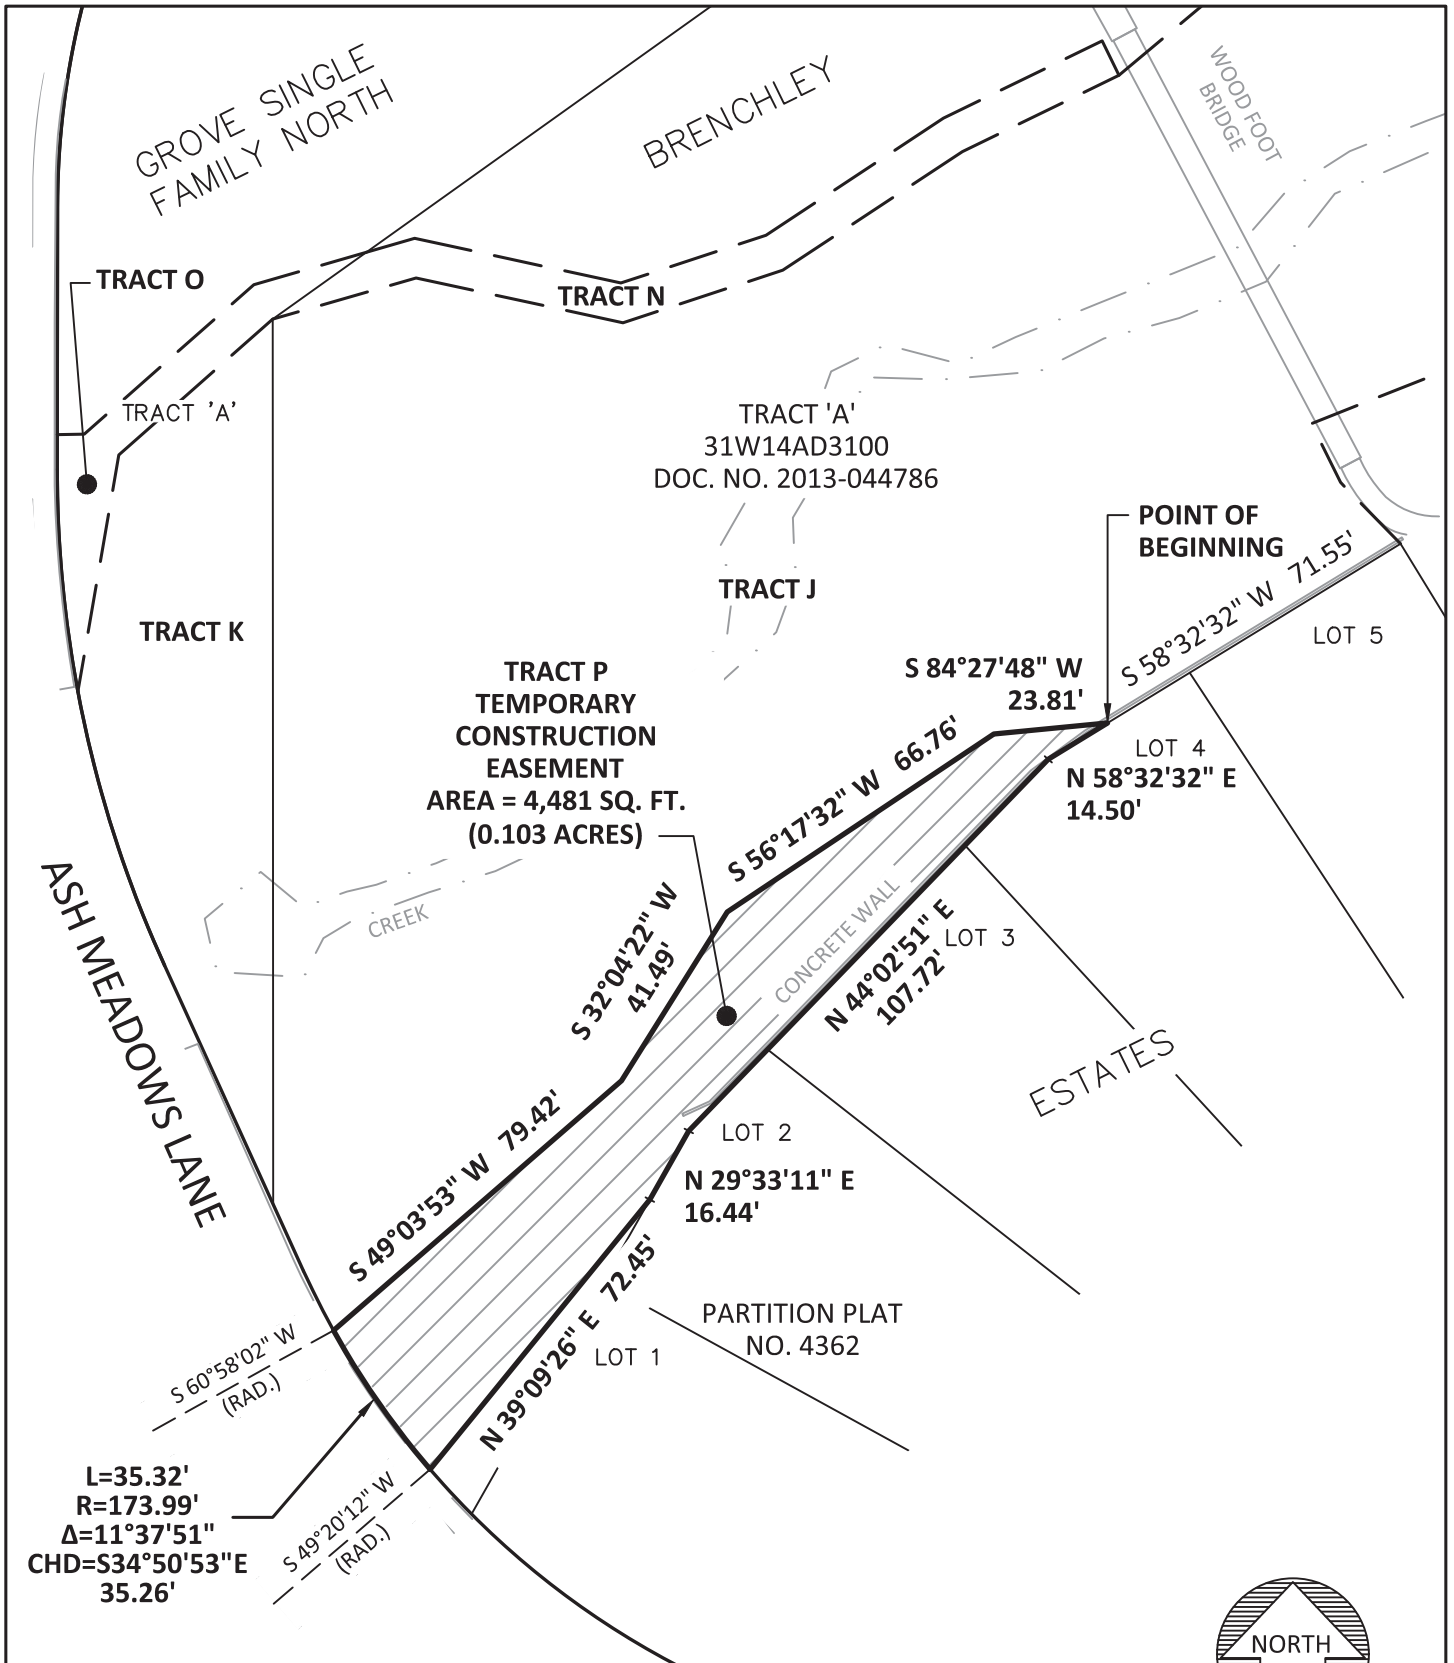 GROVE SINGLE
FAMILY NORTH
BRENCHLEY
WOOD FOOT
BRIDGE
TRACT O
TRACT N
TRACT 'A'
TRACT 'A'
31W14AD3100
DOC. NO. 2013-044786
POINT OF
BEGINNING
S 58°32'32" W 71.55'
LOT 5
TRACT J
TRACT K
TRACT P
TEMPORARY
CONSTRUCTION
EASEMENT
AREA = 4,481 SQ. FT.
(0.103 ACRES)
S 84°27'48" W
23.81'
LOT 4
N 58°32'32" E
14.50'
S 56°17'32" W 66.76'
CREEK
S 32°04'22" W
41.49'
CONCRETE WALL
N 44°02'51" E
107.72'
LOT 3
ASH MEADOWS LANE
ESTATES
S 49°03'53" W 79.42'
LOT 2
N 29°33'11" E
16.44'
N 39°09'26" E 72.45'
PARTITION PLAT
NO. 4362
LOT 1
S 60°58'02" W
(RAD.)
S 49°20'12" W
(RAD.)
L=35.32'
R=173.99'
Δ=11°37'51"
CHD=S34°50'53"E
35.26'
NORTH